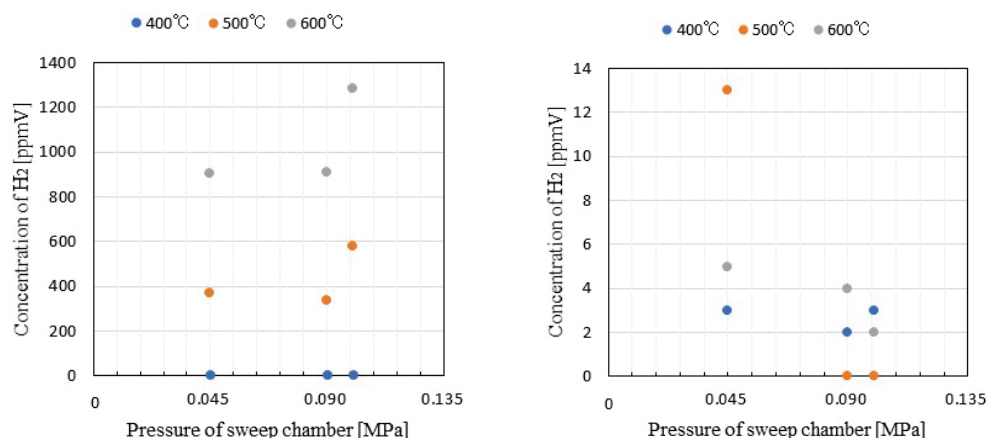 400℃ 500℃ 600℃
1400
1200
1000
800
600
400
200
0
Concentration of H2 [ppmV]
0 0.045 0.090 0.135
Pressure of sweep chamber [MPa]
400℃ 500℃ 600℃
14
12
10
8
6
4
2
0
Concentration of H2 [ppmV]
0 0.045 0.090 0.135
Pressure of sweep chamber [MPa]